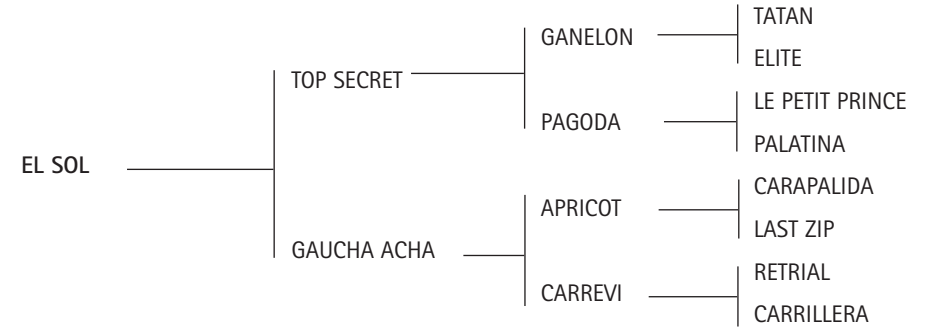 TATAN
GANELON
ELITE
TOP SECRET
LE PETIT PRINCE
PAGODA
PALATINA
EL SOL
CARAPALIDA
APRICOT
LAST ZIP
GAUCHA ACHA
RETRIAL
CARREVI
CARRILLERA